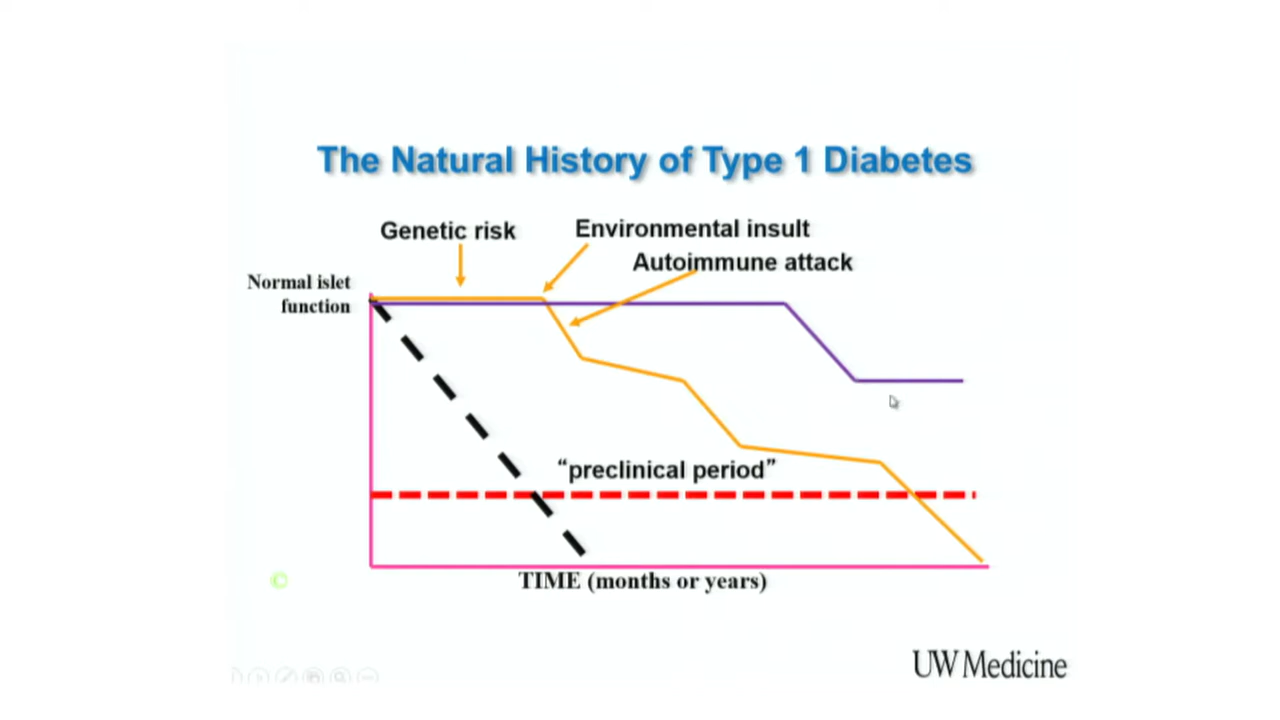 The Natural History of Type 1 Diabetes
Genetic risk
Environmental insult
Autoimmune attack
Normal islet
function
“preclinical period”
TIME (months or years)
©
UW Medicine